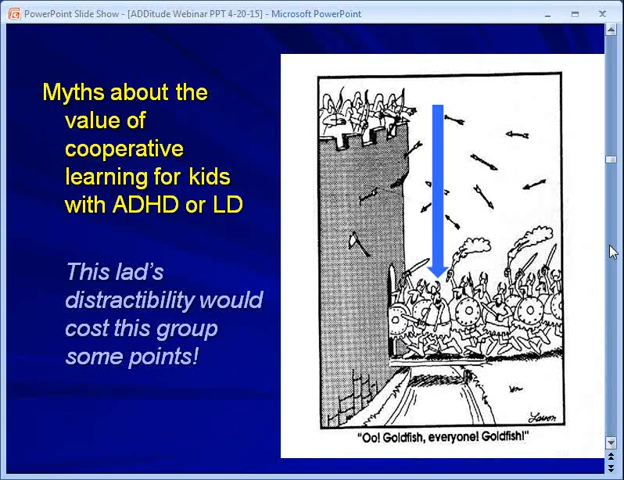 PowerPoint Slide Show - [ADDitude Webinar PPT 4-20-15] - Microsoft PowerPoint
Myths about the
value of
cooperative
learning for kids
with ADHD or LD
This lad's
distractibility would
cost this group
some points!
Larson
"Oo! Goldfish, everyone! Goldfish!"